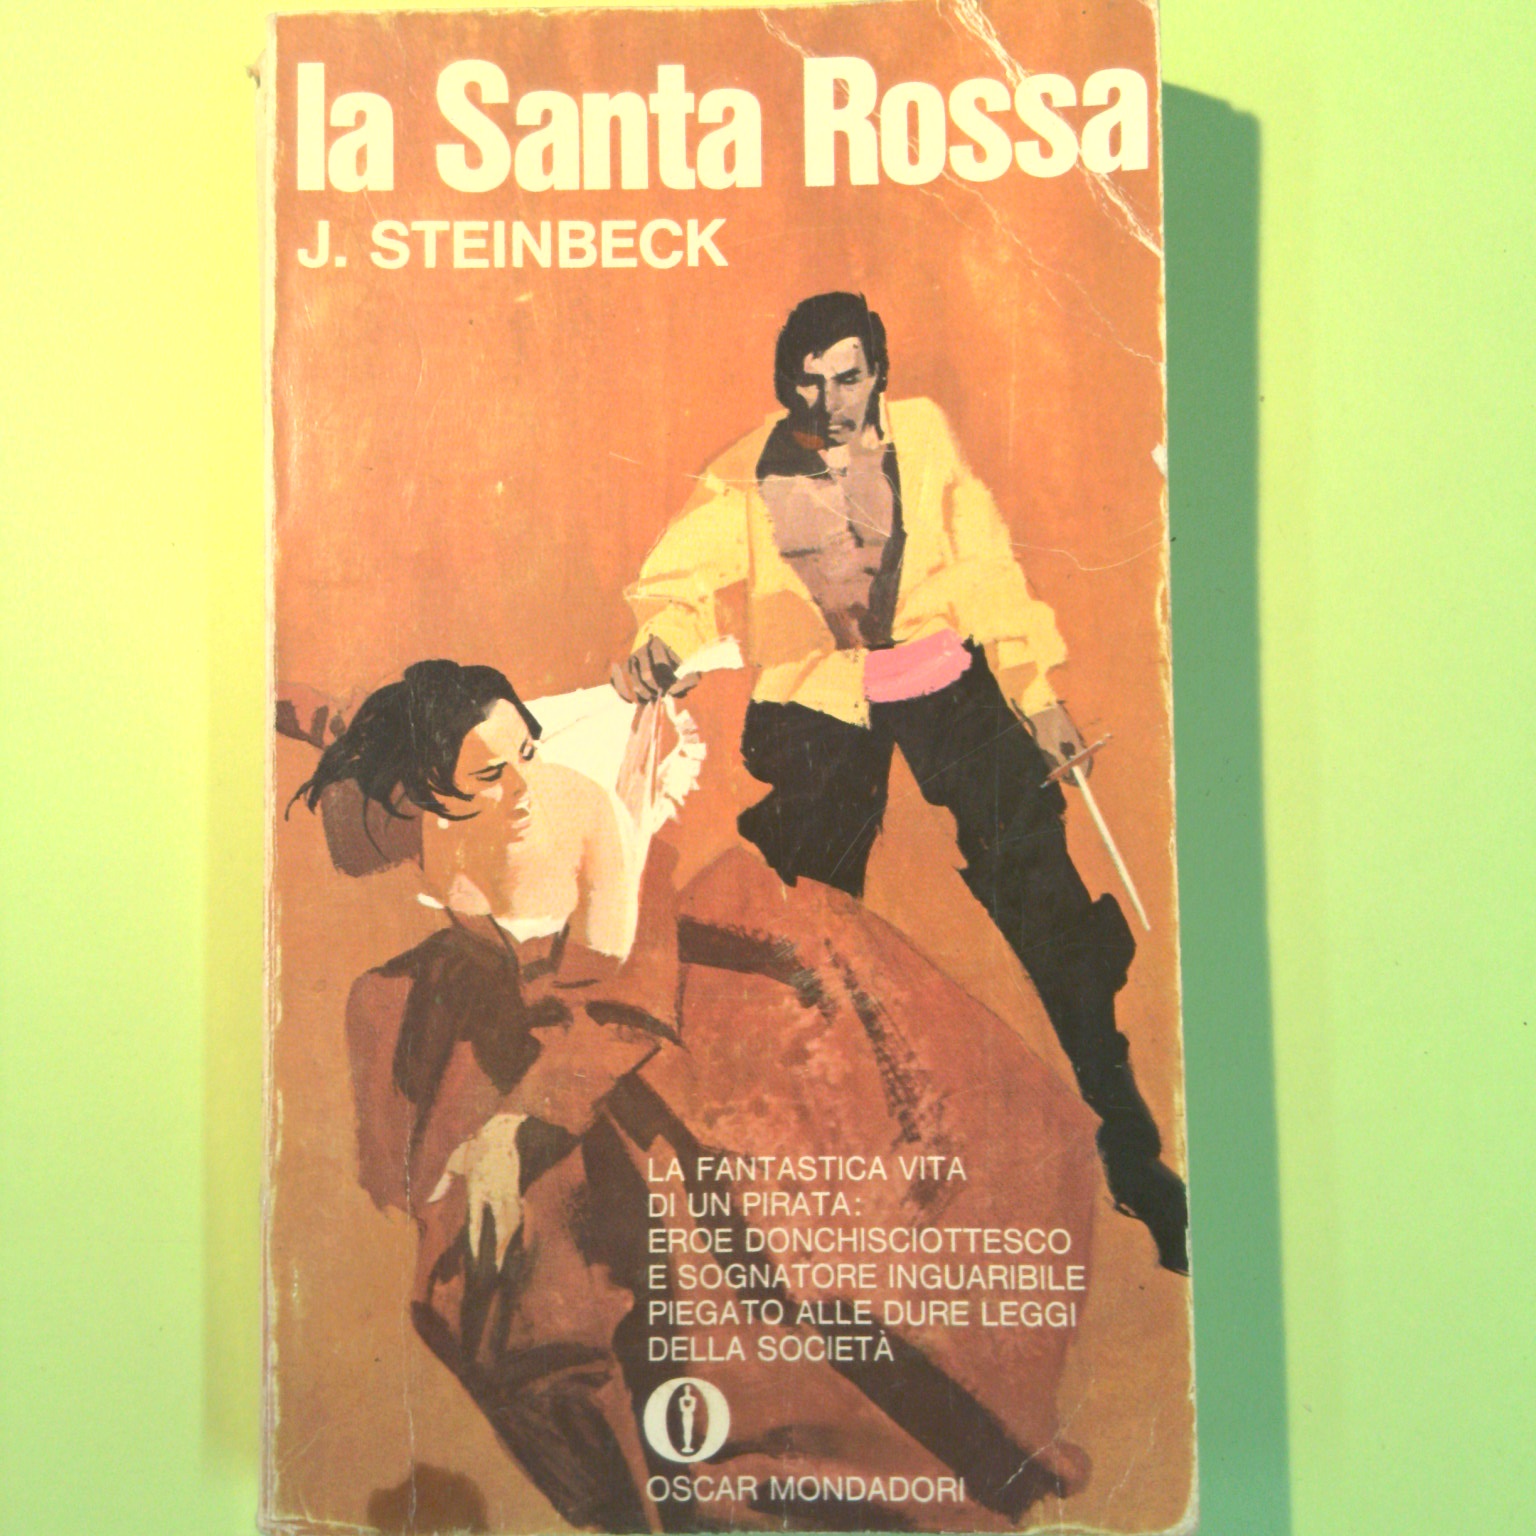 la Santa Rossa
J. STEINBECK
LA FANTASTICA VITA
DI UN PIRATA:
EROE DONCHISCIOTTESCO
E SOGNATORE INGUARIBILE
PIEGATO ALLE DURE LEGGI
DELLA SOCIETÀ
OSCAR MONDADORI